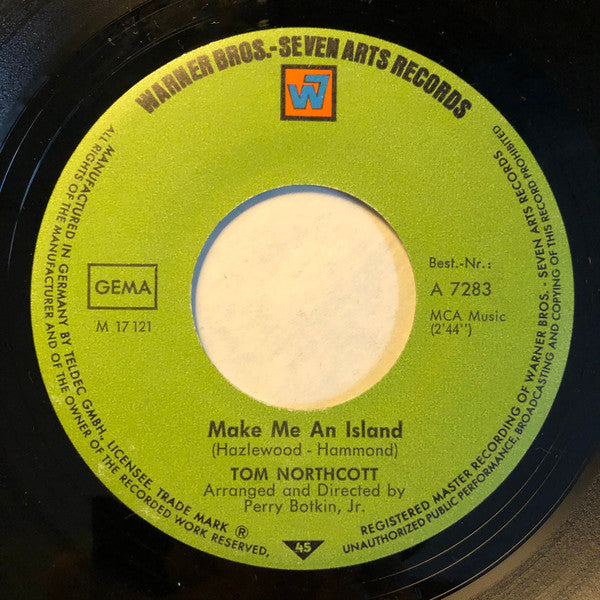 WARNER BROS.-SEVEN ARTS RECORDS
W7
GEMA
M 17 121
Best.-Nr.:
A 7283
MCA Music
(2'44")
Make Me An Island
(Hazlewood - Hammond)
TOM NORTHCOTT
Arranged and Directed by
Perry Botkin, Jr.
45
MANUFACTURED IN GERMANY BY TELDEC GMBH., LICENSEE, TRADE MARK ®
ALL RIGHTS OF THE MANUFACTURER AND OF THE OWNER OF THE RECORDED WORK RESERVED,
REGISTERED MASTER RECORDING OF WARNER BROS. - SEVEN ARTS RECORDS
UNAUTHORIZED PUBLIC PERFORMANCE, BROADCASTING AND COPYING OF THIS RECORD PROHIBITED